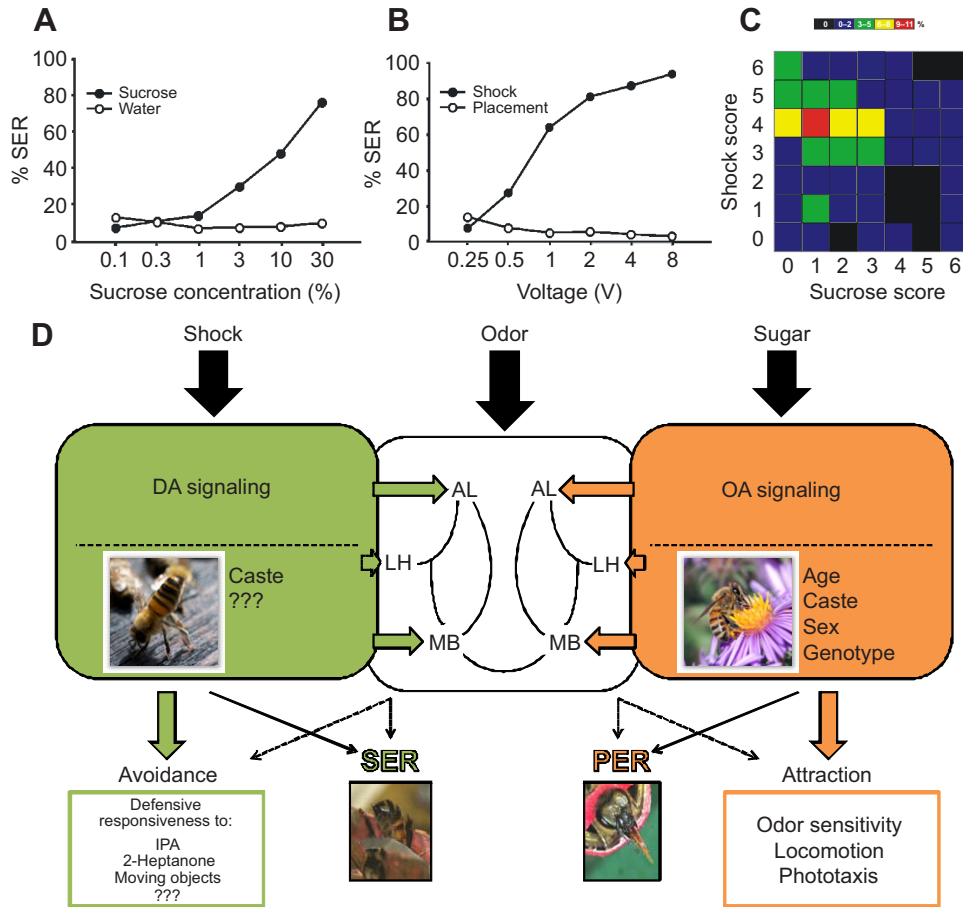 A
100
80
60
40
20
0
% SER
Sucrose
Water
0.1 0.3 1 3 10 30
Sucrose concentration (%)
B
100
80
60
40
20
0
% SER
Shock
Placement
0.25 0.5 1 2 4 8
Voltage (V)
C
0 0–2 3–5 6–8 9–11 %
6
5
4
3
2
1
0
Shock score
0 1 2 3 4 5 6
Sucrose score
D
Shock
Odor
Sugar
DA signaling
Caste
???
AL AL
LH LH
MB MB
OA signaling
Age
Caste
Sex
Genotype
Avoidance
Defensive
responsiveness to:
IPA
2-Heptanone
Moving objects
???
SER
PER
Attraction
Odor sensitivity
Locomotion
Phototaxis